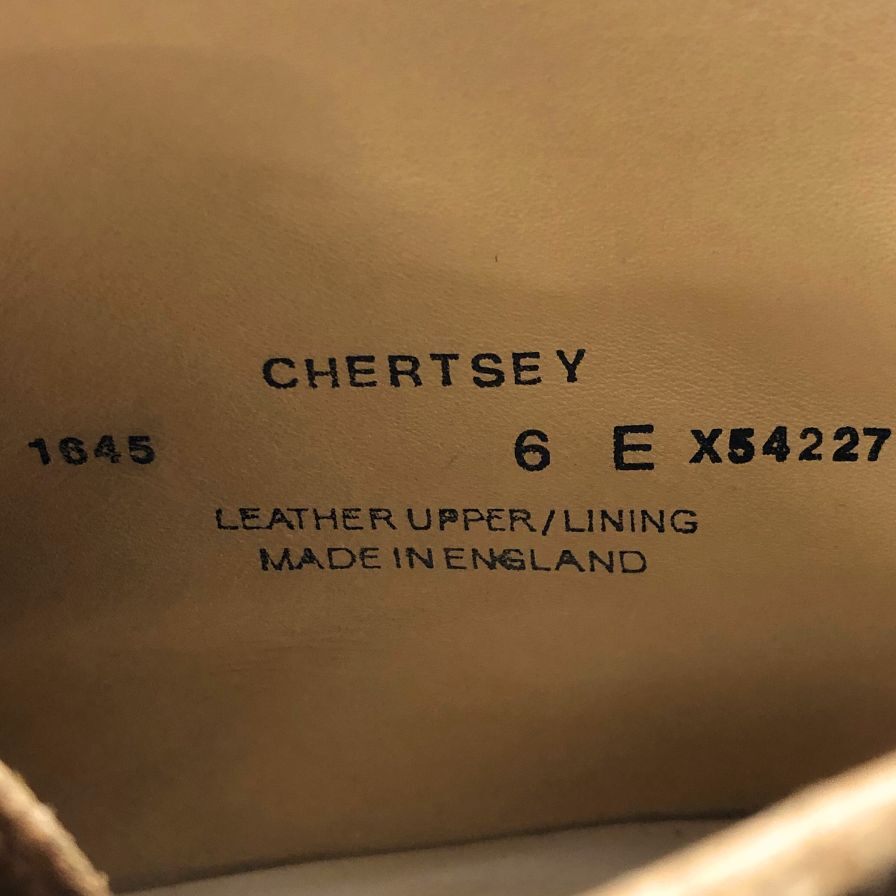 CHERTSEY
1645 6 E X54227
LEATHER UPPER/LINING
MADE IN ENGLAND